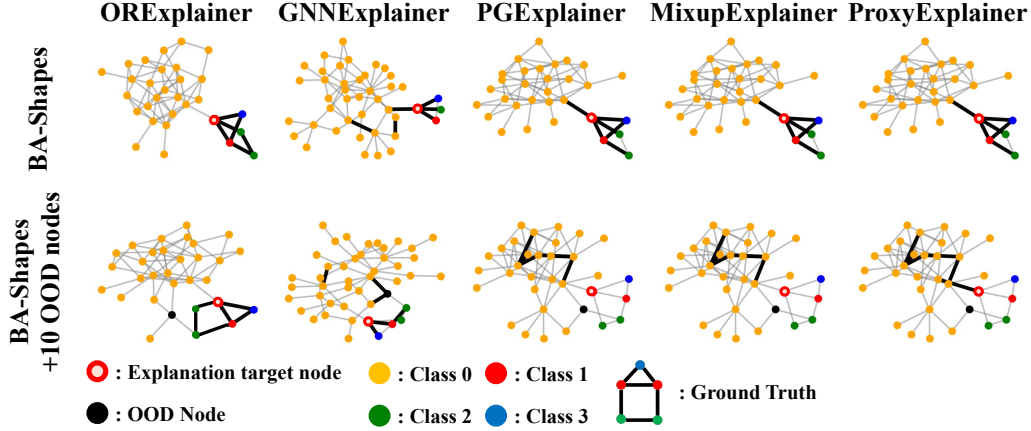 ORExplainer GNNExplainer PGExplainer MixupExplainer ProxyExplainer
BA-Shapes
BA-Shapes
+10 OOD nodes
: Explanation target node
: Class 0
: Class 1
: Ground Truth
: OOD Node
: Class 2
: Class 3